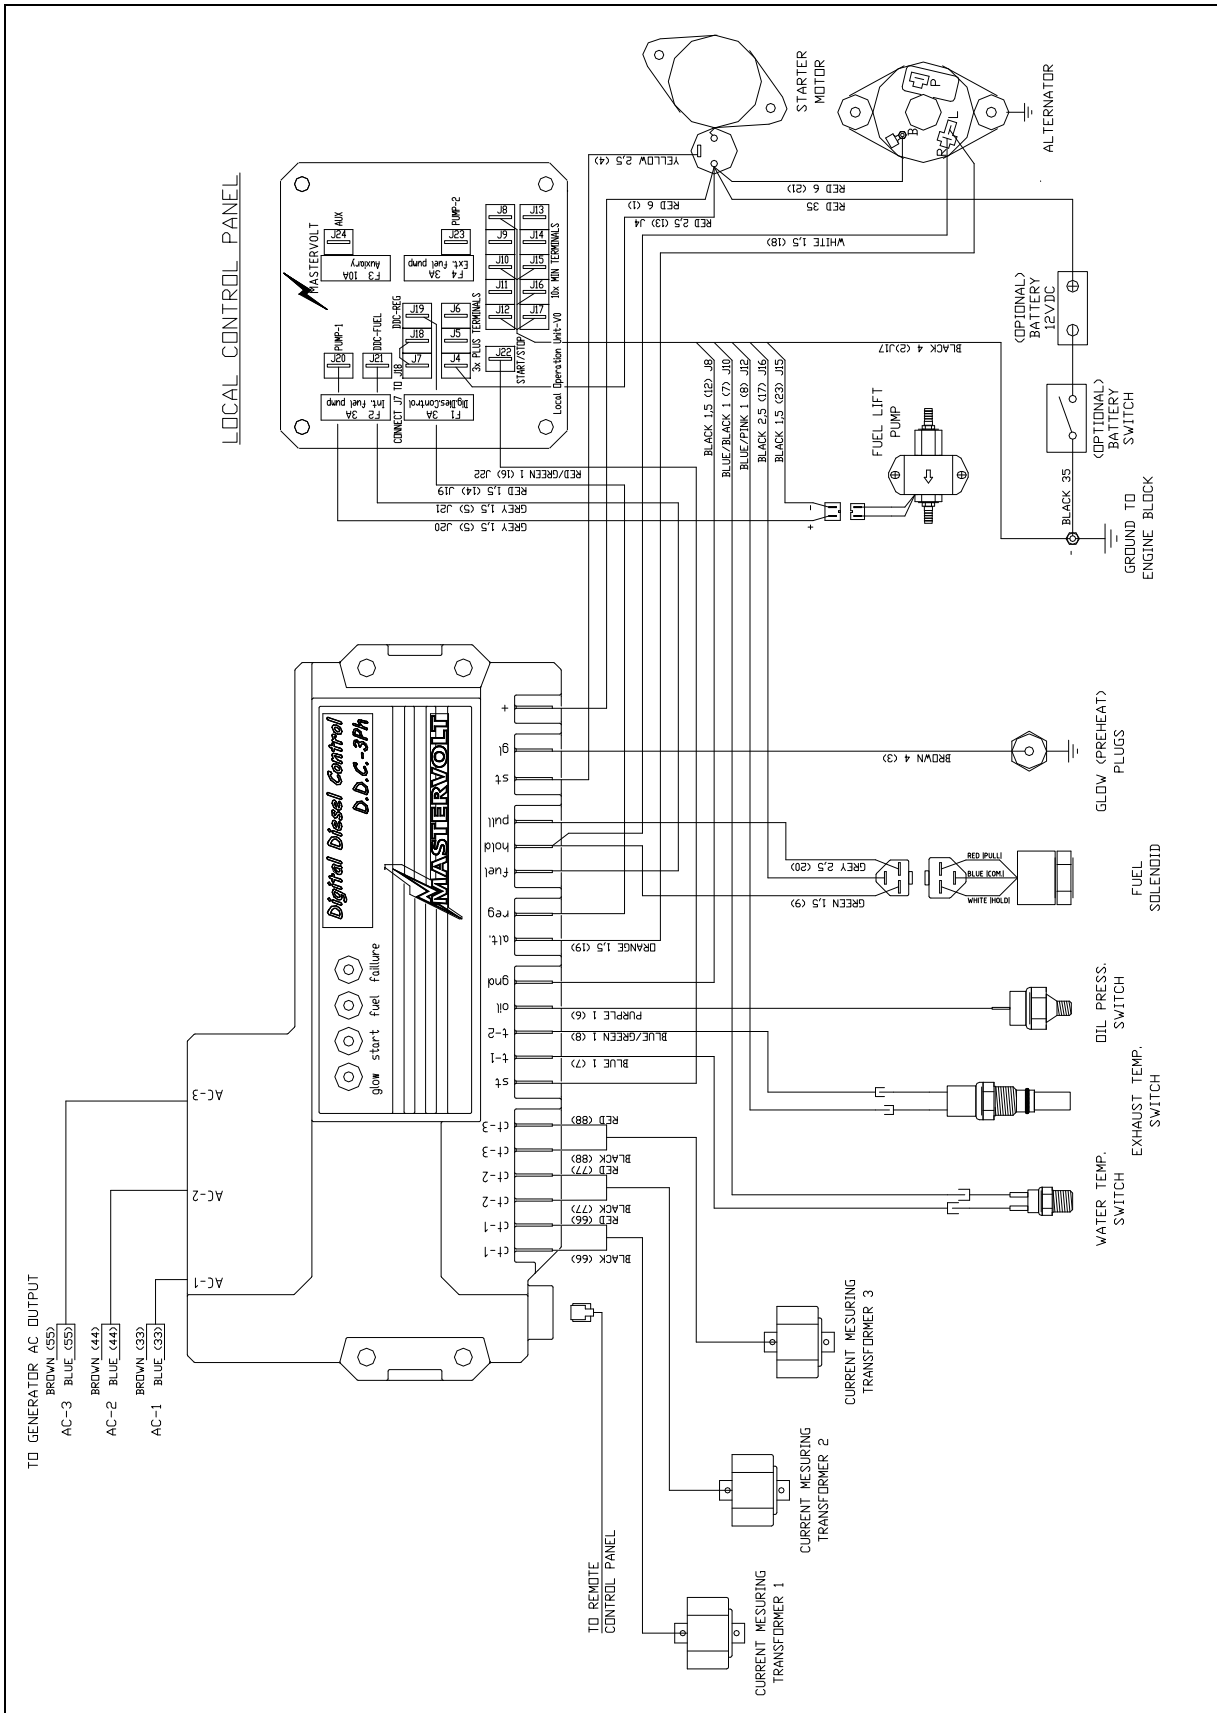 LOCAL CONTROL PANEL
MASTERVOLT
J24
AUX
F3 10A
Auxiary
J23
PUMP-2
F4 3A
Ext. Fuel pump
J20
PUMP-1
J21
DDC-FUEL
F2 3A
Int. Fuel pump
J19
DDC-REG
J18
J7
CONNECT J7 TO J18
F1 3A
Dig.Dies.Control
J6
J5
J4
3x PLUS TERMINALS
J8
J9
J10
J11
J12
J13
J14
J15
J16
J17
10x MIN TERMINALS
J22
START/STOP
Local Operation Unit-V0
STARTER
MOTOR
ALTERNATOR
P
B
R
L
YELLOW 2,5 (4)
RED 6 (21)
RED 6 (1)
RED 35
RED 2,5 (13) J4
WHITE 1,5 (18)
(OPTIONAL)
BATTERY
12VDC
(OPTIONAL)
BATTERY
SWITCH
BLACK 4 (2)J17
BLACK 35
GROUND TO
ENGINE BLOCK
-
BLACK 1,5 (12) J8
BLUE/BLACK 1 (7) J10
BLUE/PINK 1 (8) J12
BLACK 2,5 (17) J16
BLACK 1,5 (23) J15
FUEL LIFT
PUMP
-
+
RED/GREEN 1 (16) J22
RED 1,5 (14) J19
GREY 1,5 (5) J21
GREY 1,5 (5) J20
Digital Diesel Control
D.D.C.-3Ph
MASTERVOLT
glow start fuel faillure
+
gl
st
pull
hold
fuel
reg
alt.
gnd
oil
t-2
t-1
st
ct-3
ct-3
ct-2
ct-2
ct-1
ct-1
BROWN 4 (3)
GLOW (PREHEAT)
PLUGS
GREY 2,5 (20)
GREEN 1,5 (9)
RED |PULL|
BLUE |COM.|
WHITE |HOLD|
FUEL
SOLENOID
ORANGE 1,5 (19)
PURPLE 1 (6)
OIL PRESS.
SWITCH
BLUE/GREEN 1 (8)
BLUE 1 (7)
EXHAUST TEMP.
SWITCH
WATER TEMP.
SWITCH
RED (88)
BLACK (88)
RED (77)
BLACK (77)
RED (66)
BLACK (66)
CURRENT MESURING
TRANSFORMER 3
CURRENT MESURING
TRANSFORMER 2
CURRENT MESURING
TRANSFORMER 1
TO REMOTE
CONTROL PANEL
AC-3
AC-2
AC-1
TO GENERATOR AC OUTPUT
BROWN (55)
AC-3 BLUE (55)
BROWN (44)
AC-2 BLUE (44)
BROWN (33)
AC-1 BLUE (33)